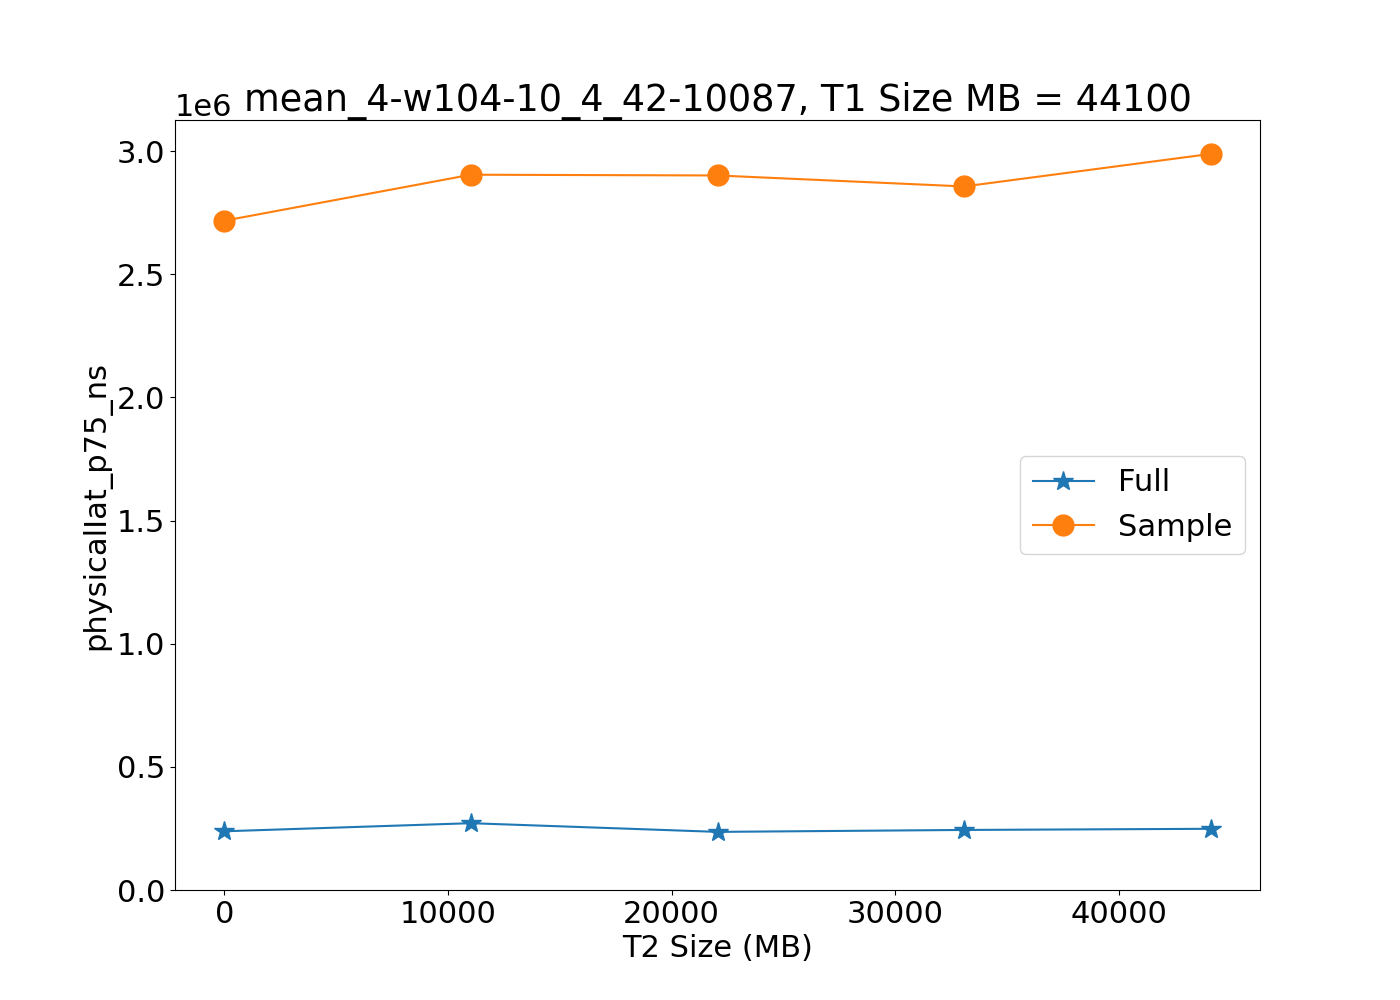 1e6
mean_4-w104-10_4_42-10087, T1 Size MB = 44100
physicallat_p75_ns
3.0
2.5
2.0
1.5
1.0
0.5
0.0
Full
Sample
0 10000 20000 30000 40000
T2 Size (MB)